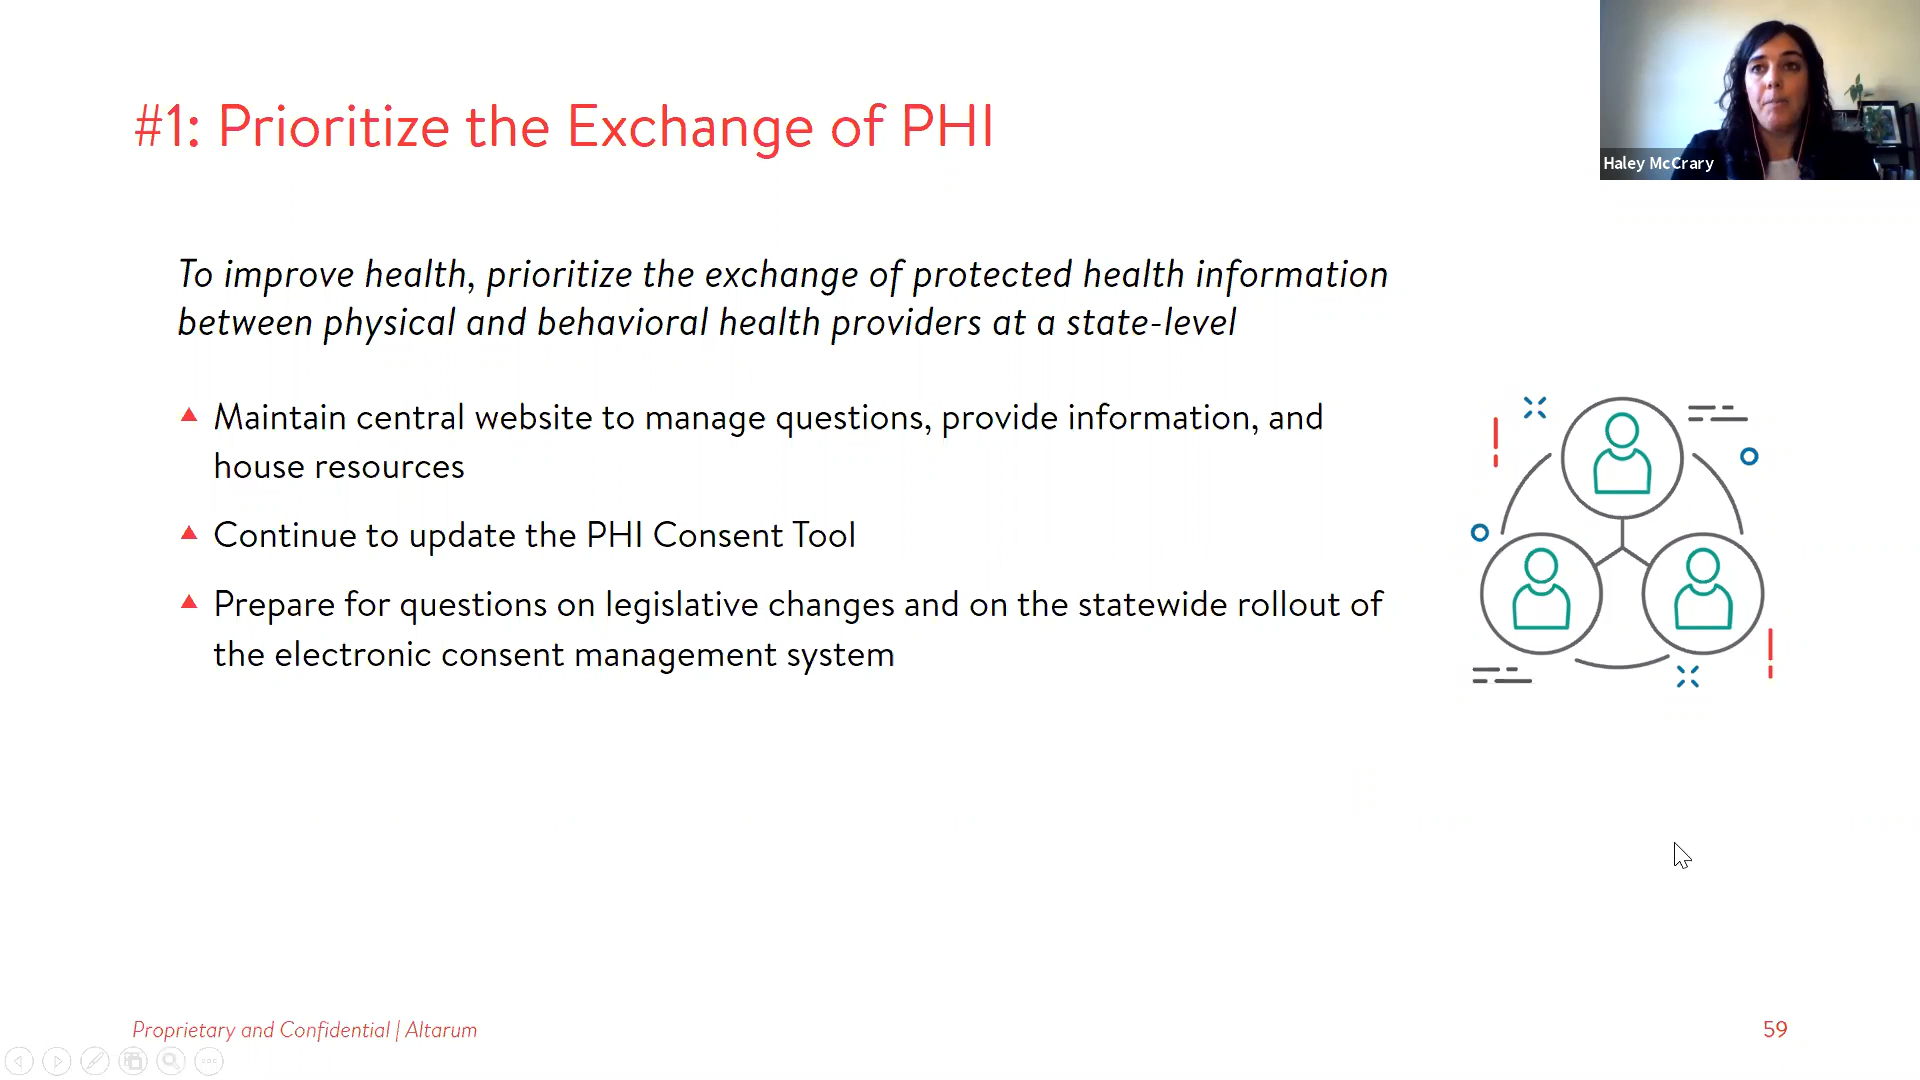 #1: Prioritize the Exchange of PHI
Haley McCrary
To improve health, prioritize the exchange of protected health information
between physical and behavioral health providers at a state-level
Maintain central website to manage questions, provide information, and
house resources
Continue to update the PHI Consent Tool
Prepare for questions on legislative changes and on the statewide rollout of
the electronic consent management system
Proprietary and Confidential | Altarum
59